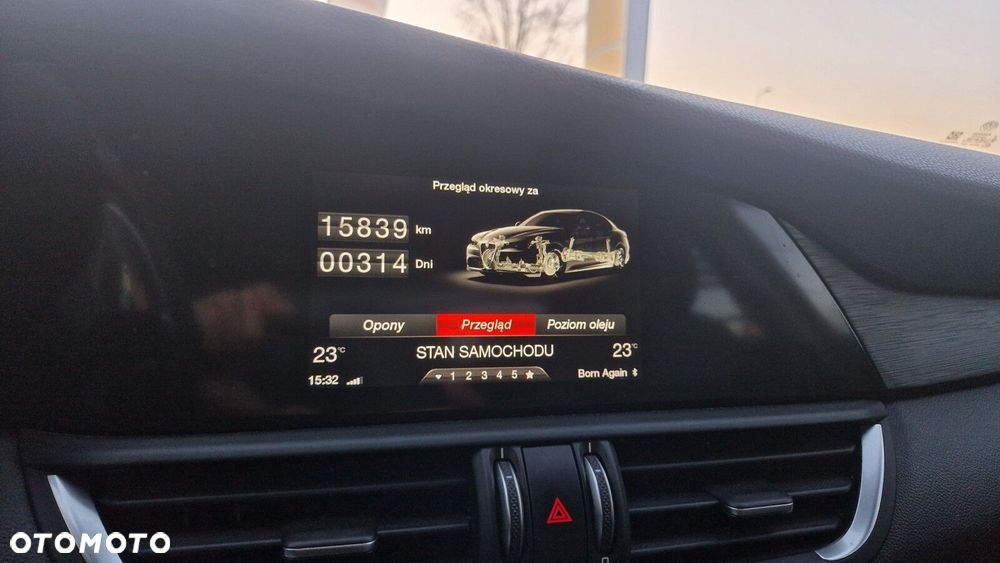 Przegląd okresowy za
15839 km
00314 Dni
Opony Przegląd Poziom oleju
23°C STAN SAMOCHODU 23°C
15:32 1 2 3 4 5 Born Again
OTOMOTO